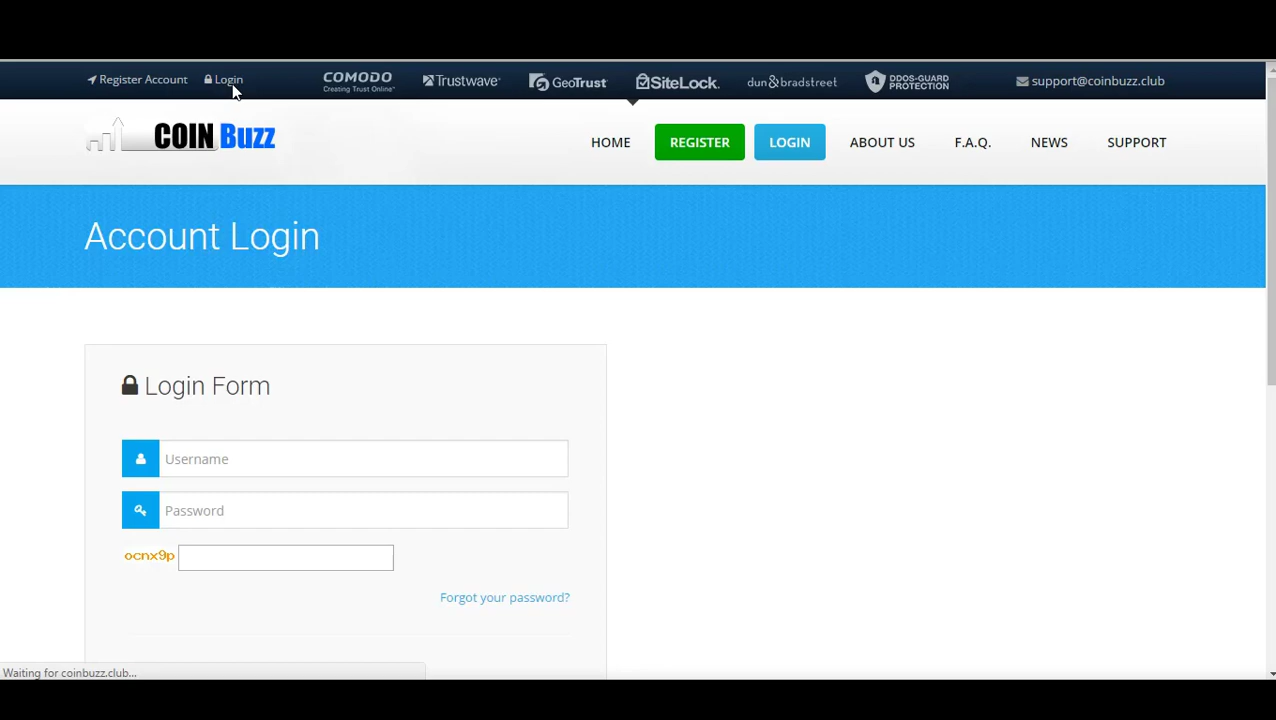 Register Account Login COMODO Trustwave GeoTrust SiteLock. dun&bradstreet DDOS-GUARD PROTECTION support@coinbuzz.club
Creating Trust Online
COIN Buzz HOME REGISTER LOGIN ABOUT US F.A.Q. NEWS SUPPORT
Account Login
Login Form
Username
Password
ocnx9p
Forgot your password?
Waiting for coinbuzz.club...